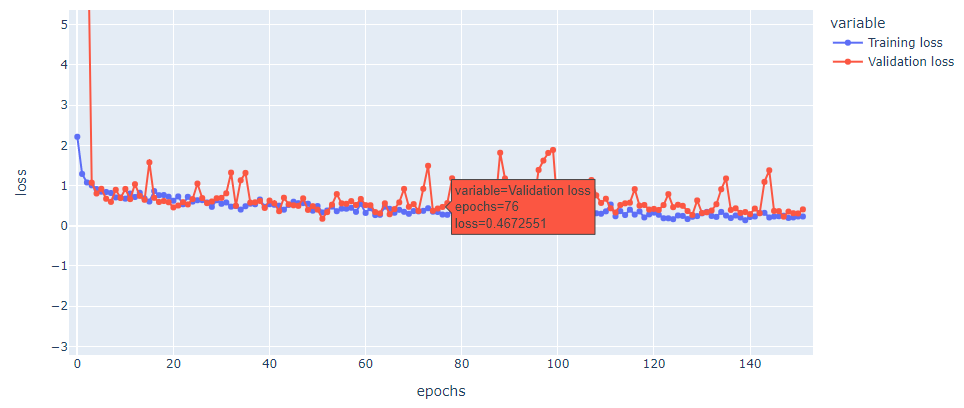 variable
Training loss
Validation loss
5
4
3
2
1
0
−1
−2
−3
loss
variable=Validation loss
epochs=76
loss=0.4672551
0 20 40 60 80 100 120 140
epochs